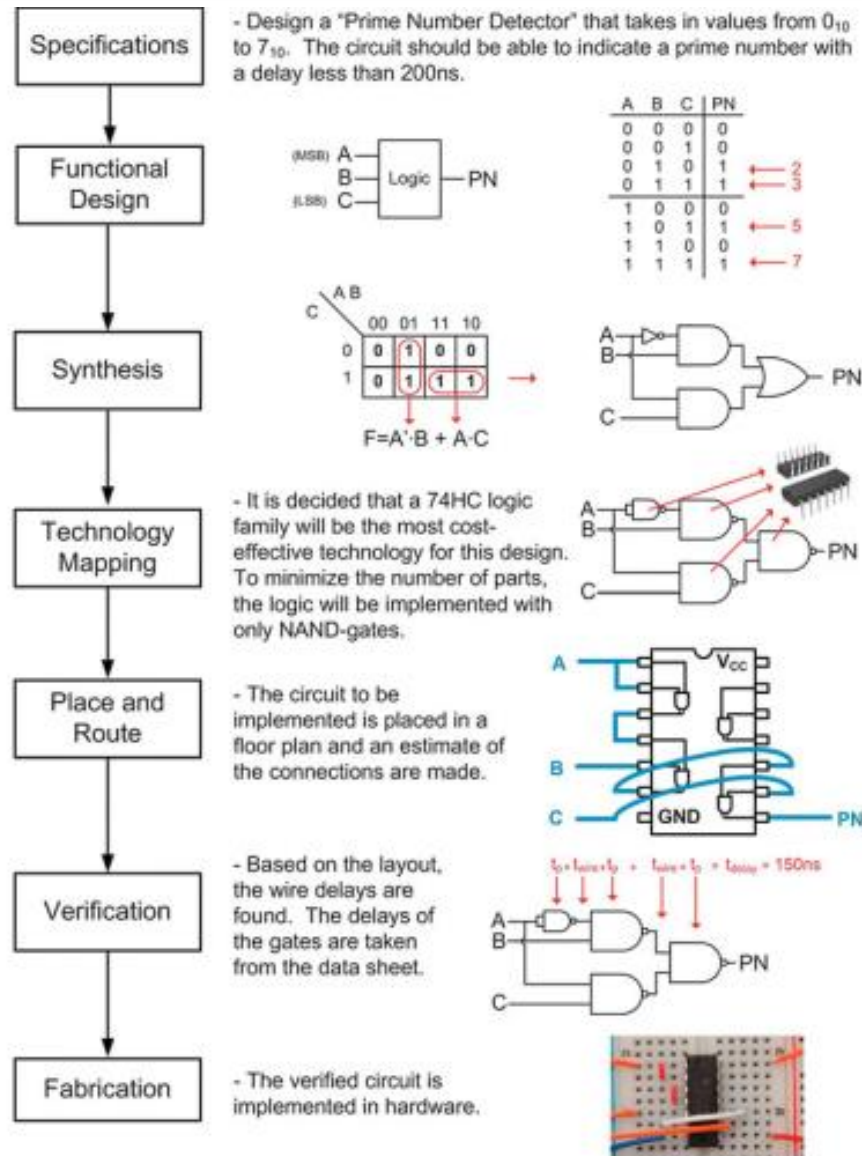 Specifications
- Design a “Prime Number Detector” that takes in values from 0₁₀
to 7₁₀. The circuit should be able to indicate a prime number with
a delay less than 200ns.
Functional
Design
(MSB) A
B
(LSB) C
Logic
PN
A B C PN
0 0 0 0
0 0 1 0
0 1 0 1 2
0 1 1 1 3
1 0 0 0
1 0 1 1 5
1 1 0 0
1 1 1 1 7
Synthesis
A B
C
00 01 11 10
0 0 1 0 0
1 0 1 1 1
F=A'·B + A·C
A
B
C
PN
Technology
Mapping
- It is decided that a 74HC logic
family will be the most cost-
effective technology for this design.
To minimize the number of parts,
the logic will be implemented with
only NAND-gates.
A
B
C
PN
Place and
Route
- The circuit to be
implemented is placed in a
floor plan and an estimate of
the connections are made.
A
B
C
VCC
GND
PN
Verification
- Based on the layout,
the wire delays are
found. The delays of
the gates are taken
from the data sheet.
tp+twire+tp + twire+tp = tdelay = 150ns
A
B
C
PN
Fabrication
- The verified circuit is
implemented in hardware.